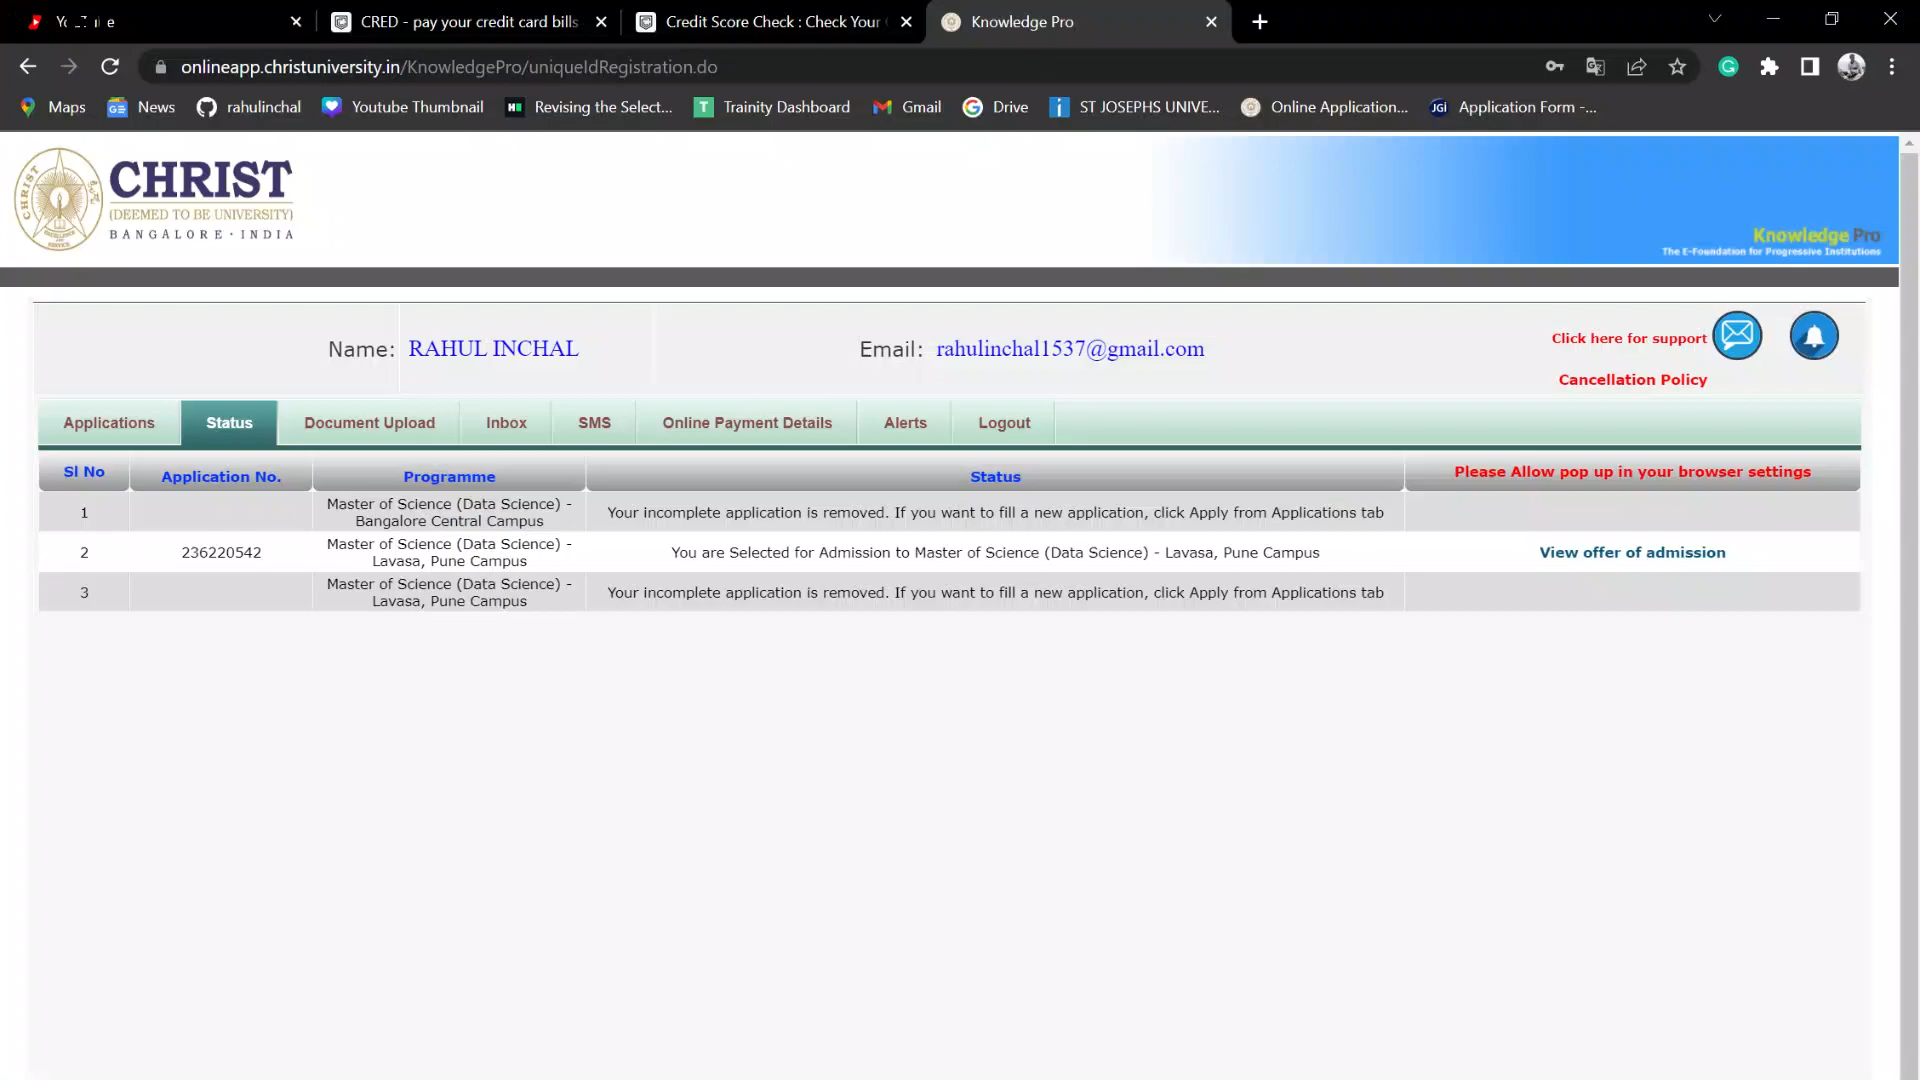 CRED - pay your credit card bills
Credit Score Check : Check Your
Knowledge Pro
onlineapp.christuniversity.in/KnowledgePro/uniqueIdRegistration.do
Maps
News
rahulinchal
Youtube Thumbnail
Revising the Select...
Trainity Dashboard
Gmail
Drive
ST JOSEPHS UNIVE...
Online Application...
JGi
Application Form -...
CHRIST
(DEEMED TO BE UNIVERSITY)
BANGALORE · INDIA
Knowledge Pro
The E-Foundation for Progressive Institutions
Name: RAHUL INCHAL
Email: rahulinchal1537@gmail.com
Click here for support
Cancellation Policy
Applications
Status
Document Upload
Inbox
SMS
Online Payment Details
Alerts
Logout
Sl No
Application No.
Programme
Status
Please Allow pop up in your browser settings
1
Master of Science (Data Science) -
Bangalore Central Campus
Your incomplete application is removed. If you want to fill a new application, click Apply from Applications tab
2
236220542
Master of Science (Data Science) -
Lavasa, Pune Campus
You are Selected for Admission to Master of Science (Data Science) - Lavasa, Pune Campus
View offer of admission
3
Master of Science (Data Science) -
Lavasa, Pune Campus
Your incomplete application is removed. If you want to fill a new application, click Apply from Applications tab